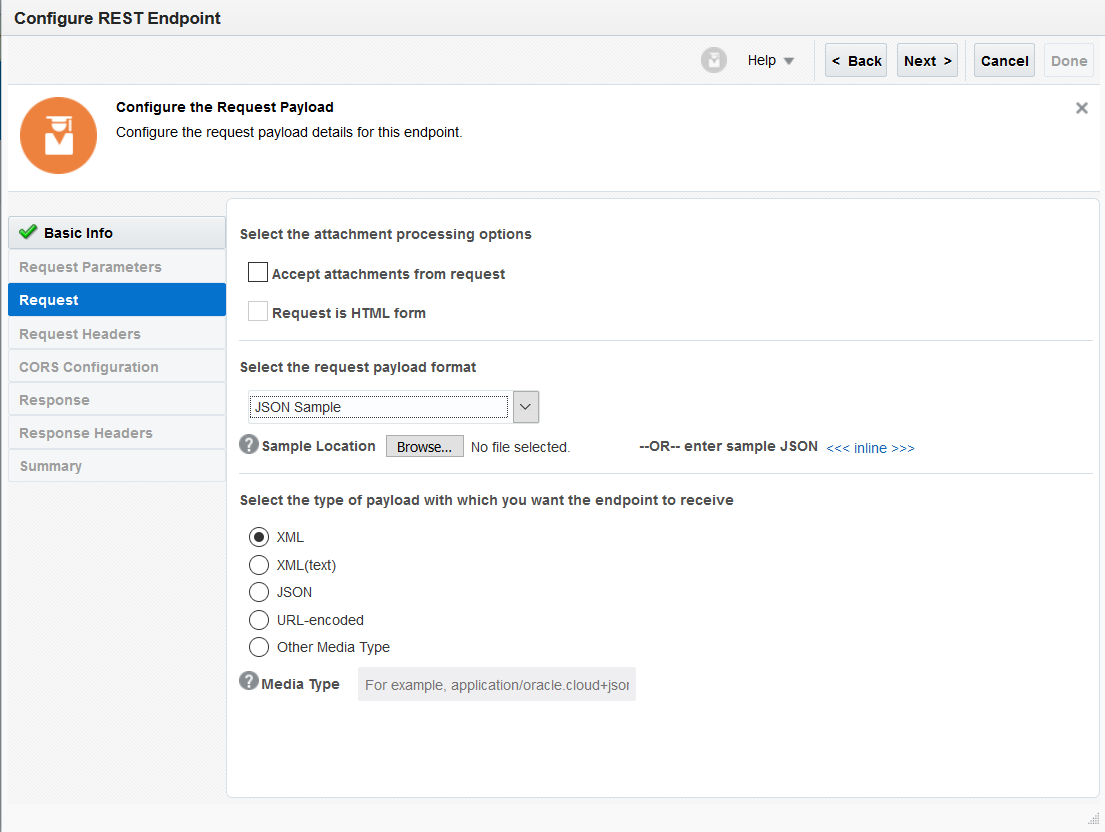 Configure REST Endpoint
Help
< Back
Next >
Cancel
Done
Configure the Request Payload
Configure the request payload details for this endpoint.
Basic Info
Request Parameters
Request
Request Headers
CORS Configuration
Response
Response Headers
Summary
Select the attachment processing options
Accept attachments from request
Request is HTML form
Select the request payload format
JSON Sample
Sample Location Browse... No file selected. --OR-- enter sample JSON <<< inline >>>
Select the type of payload with which you want the endpoint to receive
XML
XML(text)
JSON
URL-encoded
Other Media Type
Media Type For example, application/oracle.cloud+jsor